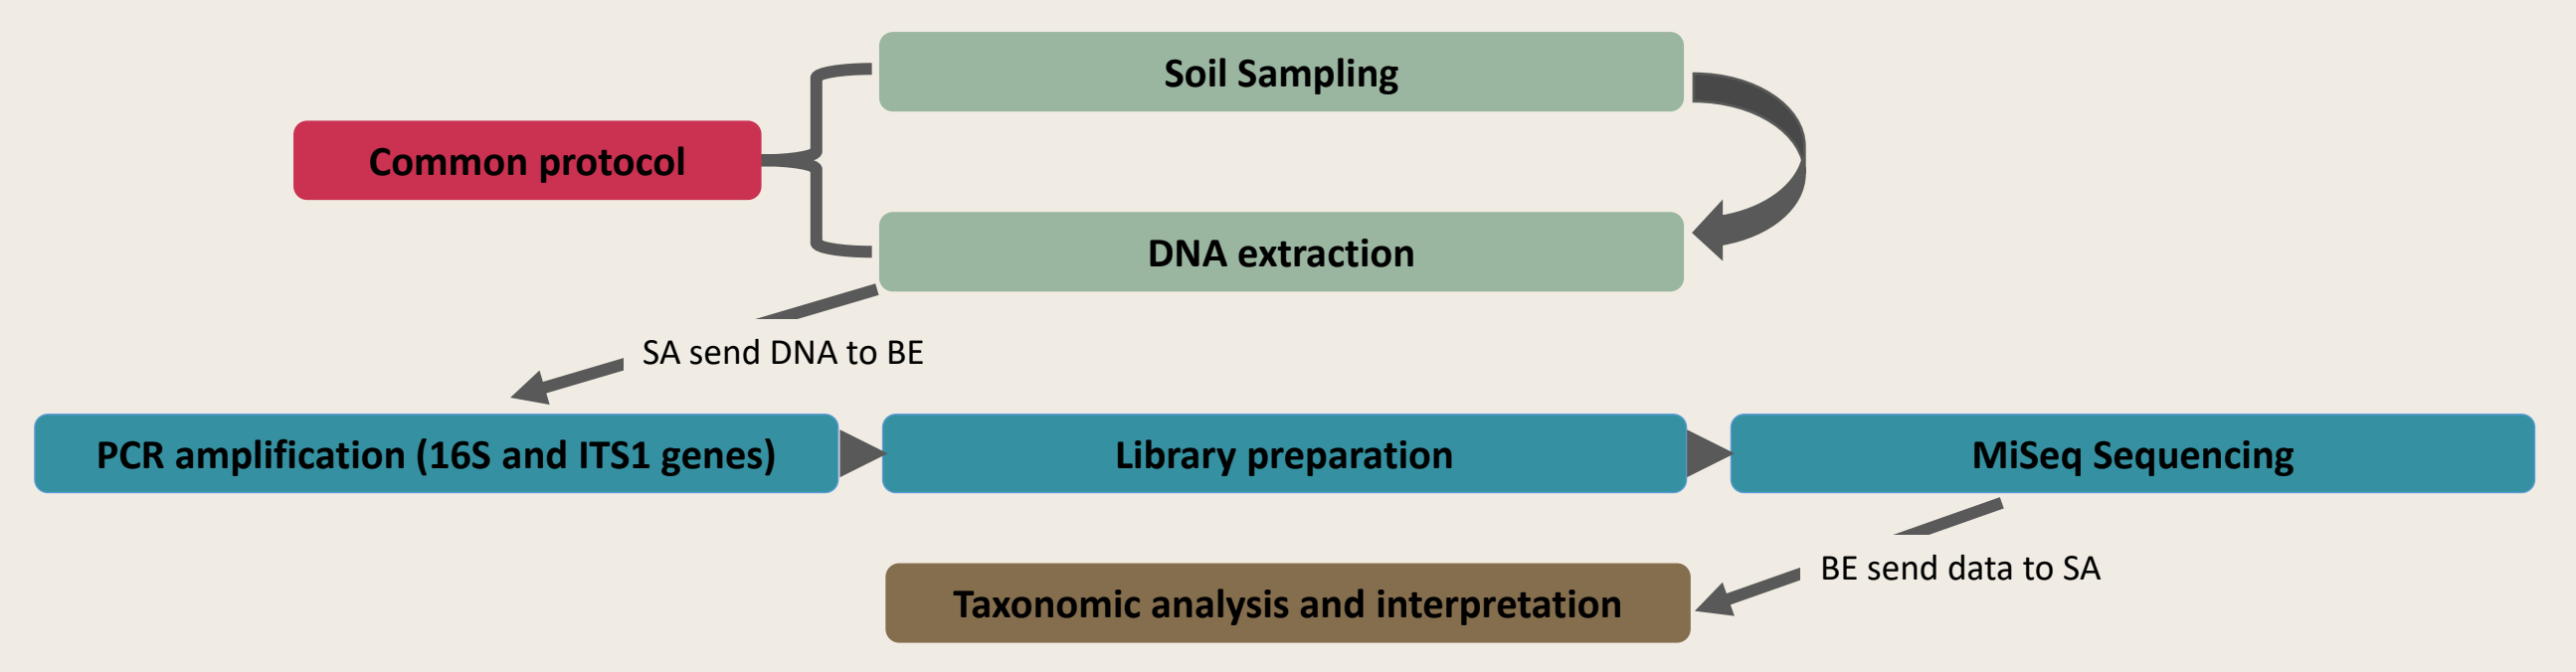 Soil Sampling
Common protocol
DNA extraction
SA send DNA to BE
PCR amplification (16S and ITS1 genes)
Library preparation
MiSeq Sequencing
BE send data to SA
Taxonomic analysis and interpretation